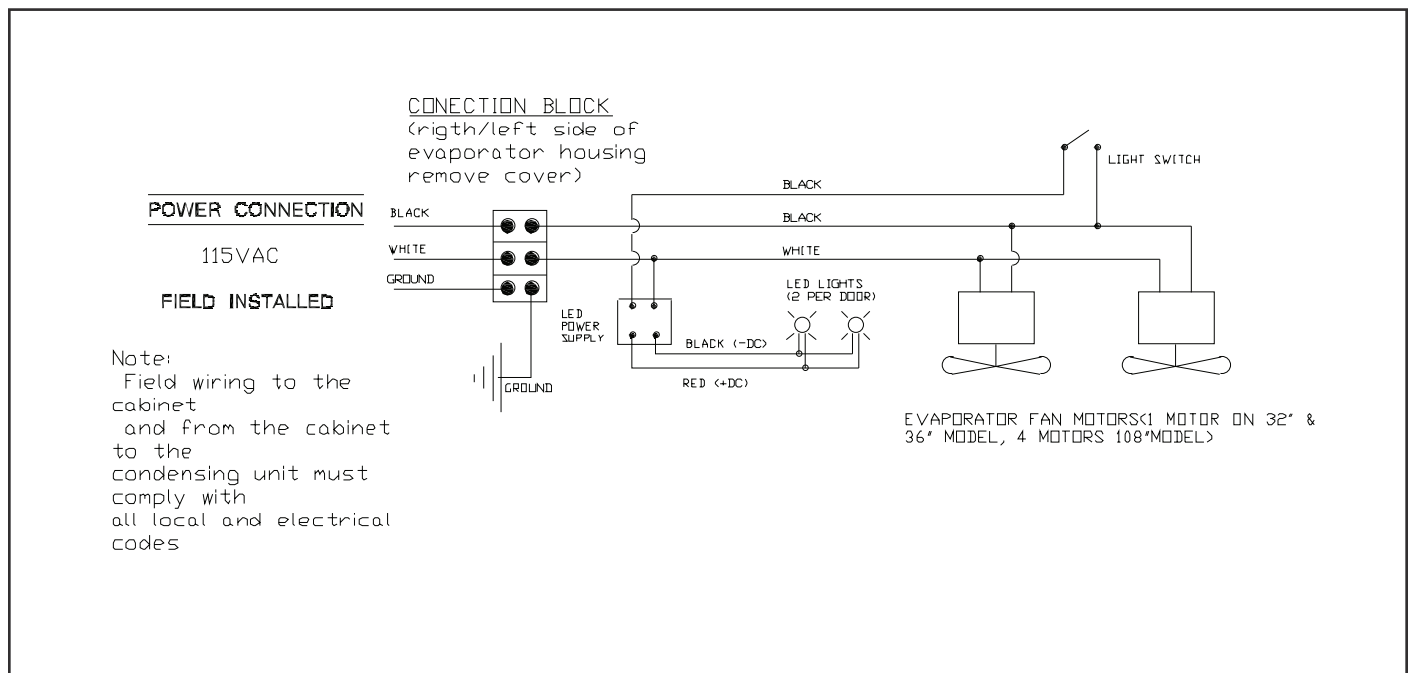 CONECTION BLOCK
(rigth/left side of
evaporator housing
remove cover)
POWER CONNECTION
115VAC
FIELD INSTALLED
BLACK
WHITE
GROUND
BLACK
BLACK
WHITE
LIGHT SWITCH
LED
POWER
SUPPLY
LED LIGHTS
(2 PER DOOR)
BLACK (-DC)
RED (+DC)
GROUND
EVAPORATOR FAN MOTORS(1 MOTOR ON 32" &
36" MODEL, 4 MOTORS 108"MODEL)
Note:
Field wiring to the
cabinet
and from the cabinet
to the
condensing unit must
comply with
all local and electrical
codes